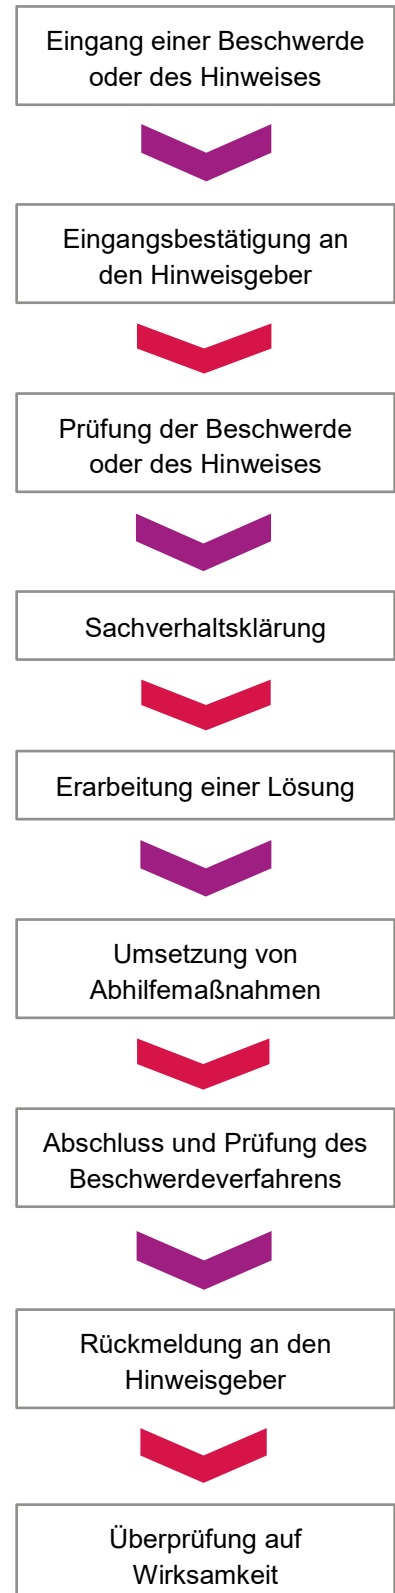 Eingang einer Beschwerde
oder des Hinweises
Eingangsbestätigung an
den Hinweisgeber
Prüfung der Beschwerde
oder des Hinweises
Sachverhaltsklärung
Erarbeitung einer Lösung
Umsetzung von
Abhilfemaßnahmen
Abschluss und Prüfung des
Beschwerdeverfahrens
Rückmeldung an den
Hinweisgeber
Überprüfung auf
Wirksamkeit